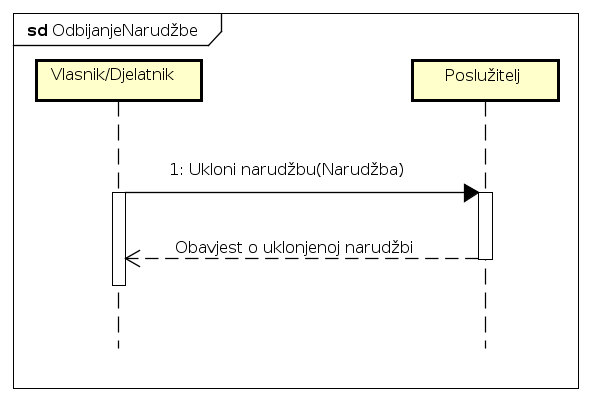 sd OdbijanjeNarudžbe
Vlasnik/Djelatnik
Poslužitelj
1: Ukloni narudžbu(Narudžba)
Obavjest o uklonjenoj narudžbi